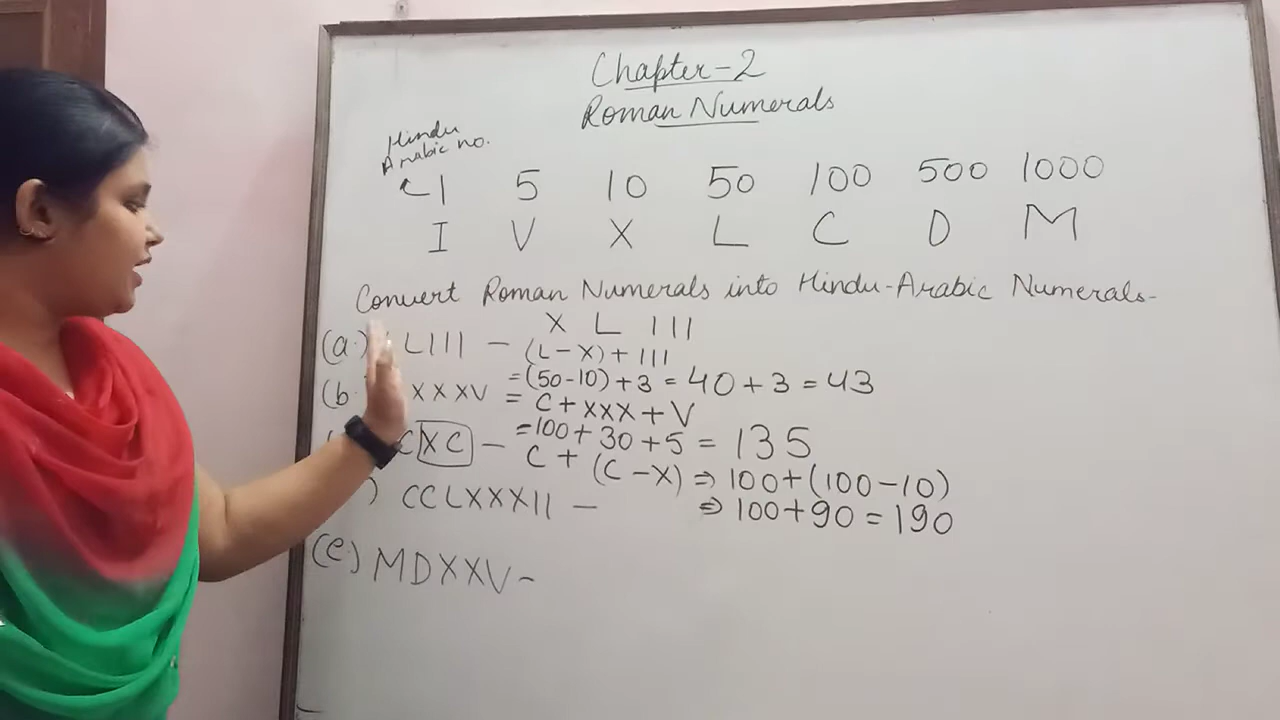 Chapter-2
Roman Numerals
Hindu
Arabic no.
1 5 10 50 100 500 1000
I V X L C D M
Convert Roman Numerals into Hindu-Arabic Numerals-
X L III
(a.) LIII - (L-X)+III
=(50-10)+3=40+3=43
(b. XXXV = C+XXX+V
=100+30+5=135
CXC - C+(C-X)⇒100+(100-10)
⇒100+90=190
) CCLXXXII -
(e.) MDXXV-